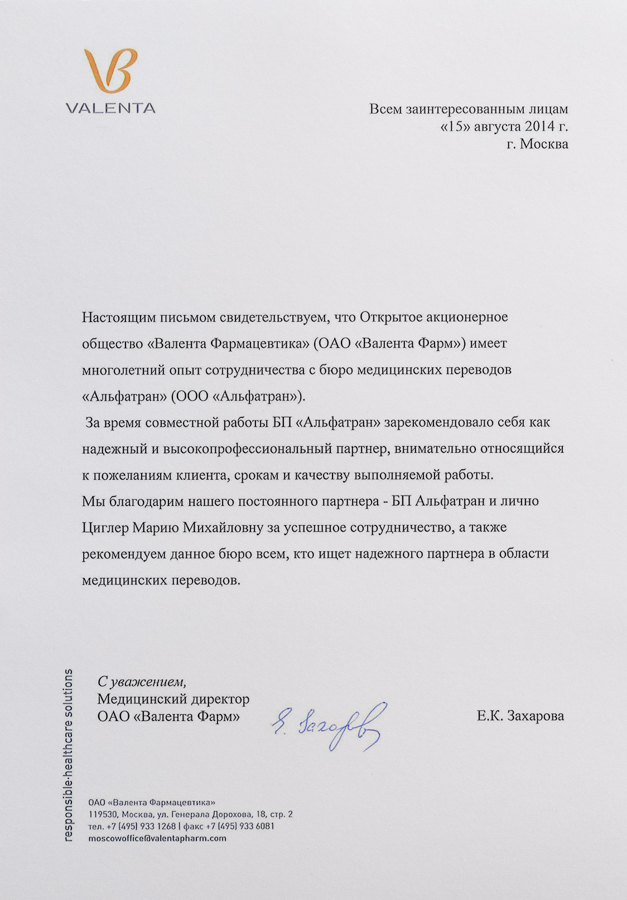 VALENTA
Всем заинтересованным лицам
«15» августа 2014 г.
г. Москва
Настоящим письмом свидетельствуем, что Открытое акционерное
общество «Валента Фармацевтика» (ОАО «Валента Фарм») имеет
многолетний опыт сотрудничества с бюро медицинских переводов
«Альфатран» (ООО «Альфатран»).
За время совместной работы БП «Альфатран» зарекомендовало себя как
надежный и высокопрофессиональный партнер, внимательно относящийся
к пожеланиям клиента, срокам и качеству выполняемой работы.
Мы благодарим нашего постоянного партнера - БП Альфатран и лично
Циглер Марию Михайловну за успешное сотрудничество, а также
рекомендуем данное бюро всем, кто ищет надежного партнера в области
медицинских переводов.
С уважением,
Медицинский директор
ОАО «Валента Фарм»
Е. Захарова
Е.К. Захарова
responsible·healthcare solutions
ОАО «Валента Фармацевтика»
119530, Москва, ул. Генерала Дорохова, 18, стр. 2
тел. +7 (495) 933 1268 | факс +7 (495) 933 6081
moscowoffice@valentapharm.com